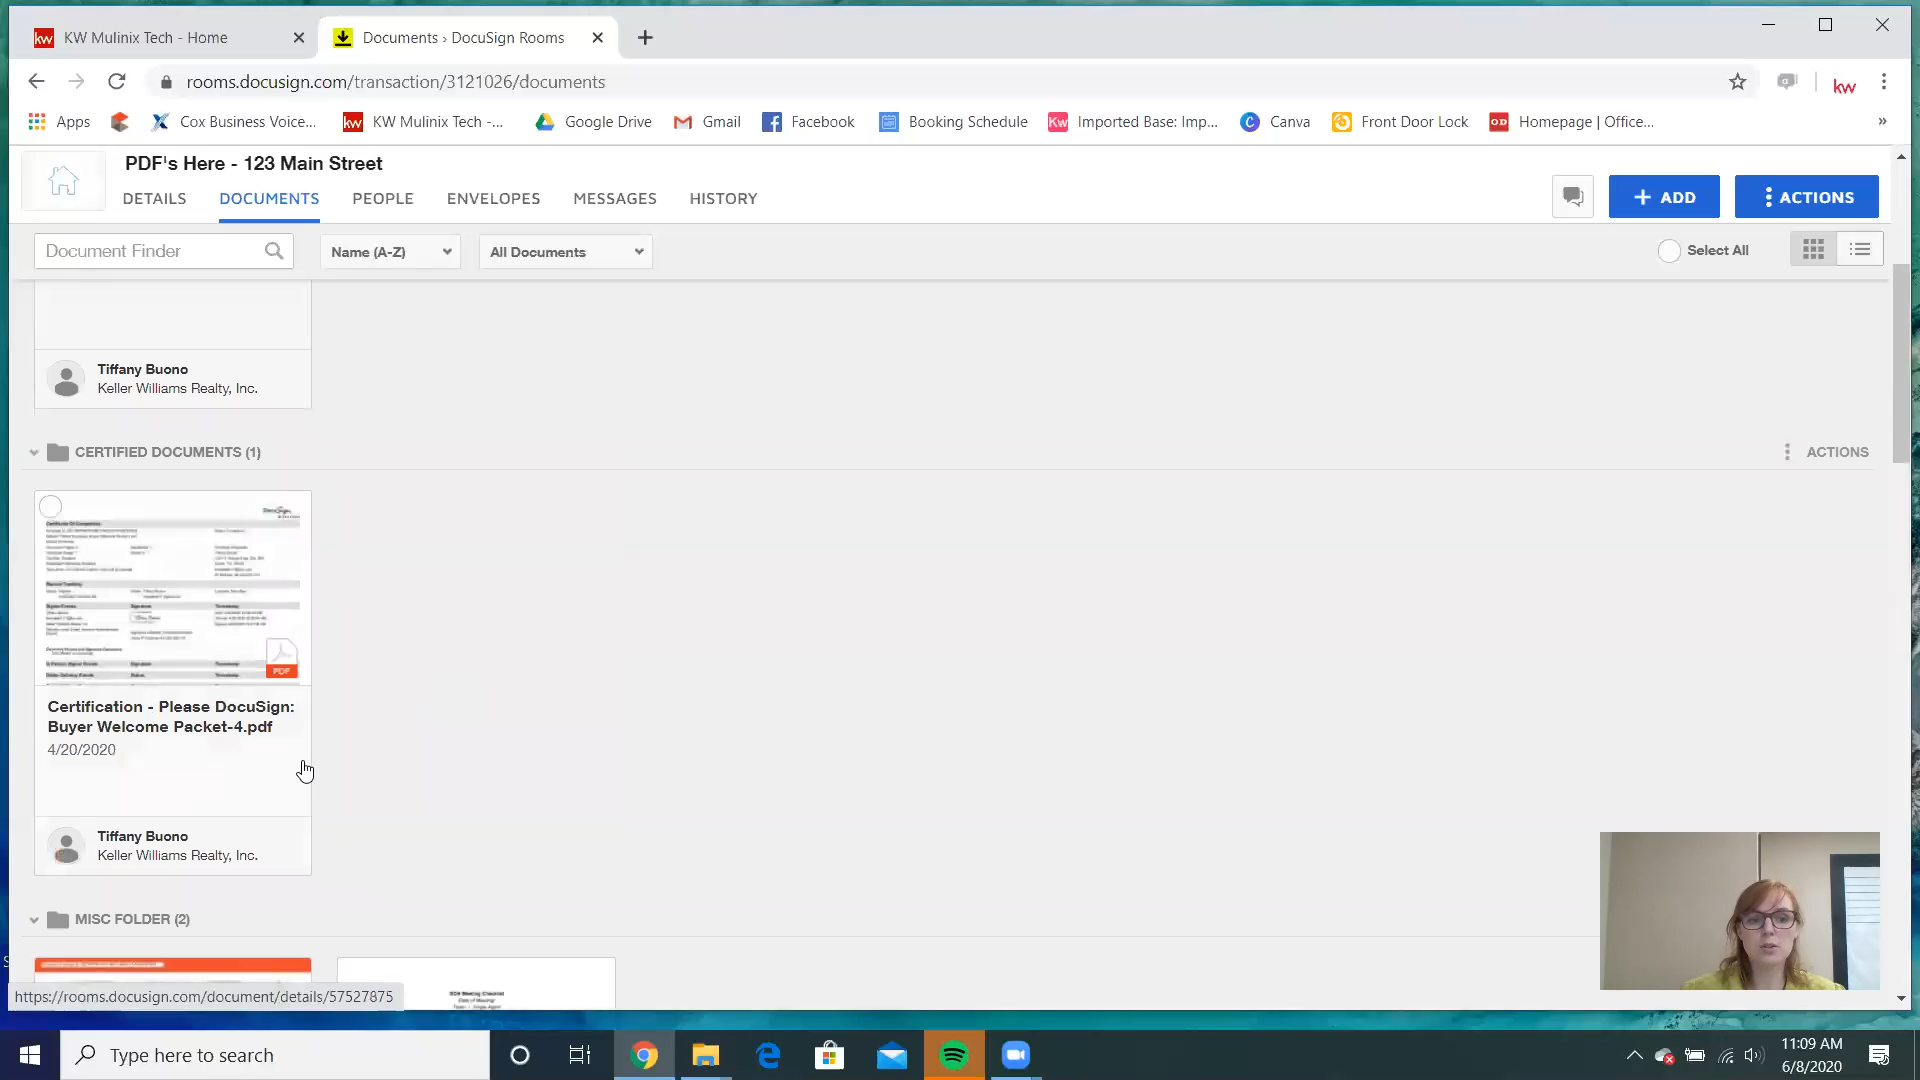 KW Mulinix Tech - Home
Documents › DocuSign Rooms
rooms.docusign.com/transaction/3121026/documents
Apps
Cox Business Voice...
KW Mulinix Tech -...
Google Drive
Gmail
Facebook
Booking Schedule
Imported Base: Imp...
Canva
Front Door Lock
Homepage | Office...
»
PDF's Here - 123 Main Street
DETAILS
DOCUMENTS
PEOPLE
ENVELOPES
MESSAGES
HISTORY
+ ADD
ACTIONS
Document Finder
Name (A-Z)
All Documents
Select All
Tiffany Buono
Keller Williams Realty, Inc.
CERTIFIED DOCUMENTS (1)
ACTIONS
PDF
Certification - Please DocuSign:
Buyer Welcome Packet-4.pdf
4/20/2020
Tiffany Buono
Keller Williams Realty, Inc.
MISC FOLDER (2)
https://rooms.docusign.com/document/details/57527875
Type here to search
11:09 AM
6/8/2020